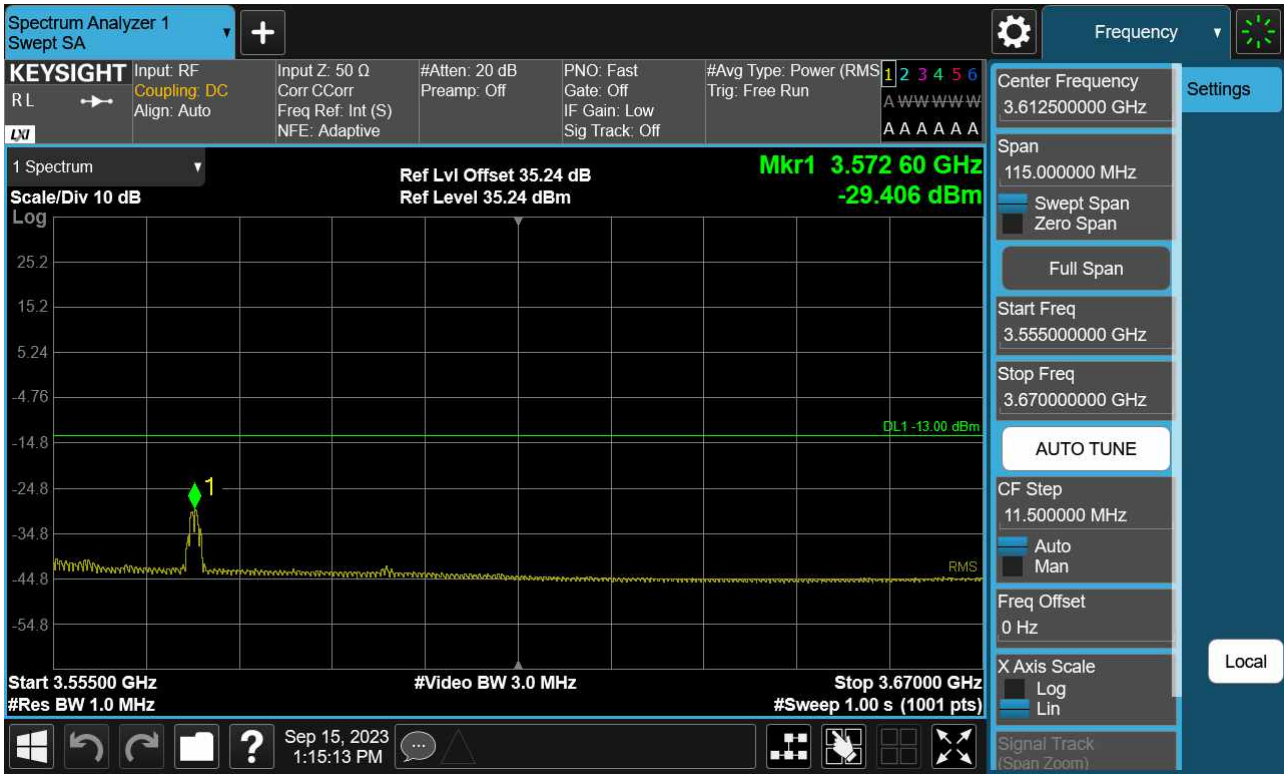 Spectrum Analyzer 1
Swept SA
+
Frequency
KEYSIGHT
RL
LXI
Input: RF
Coupling: DC
Align: Auto
Input Z: 50 Ω
Corr CCorr
Freq Ref: Int (S)
NFE: Adaptive
#Atten: 20 dB
Preamp: Off
PNO: Fast
Gate: Off
IF Gain: Low
Sig Track: Off
#Avg Type: Power (RMS
Trig: Free Run
1 2 3 4 5 6
A W W W W W
A A A A A A
1 Spectrum
Scale/Div 10 dB
Log
Ref Lvl Offset 35.24 dB
Ref Level 35.24 dBm
Mkr1 3.572 60 GHz
-29.406 dBm
25.2
15.2
5.24
-4.76
DL1 -13.00 dBm
-14.8
-24.8
1
-34.8
-44.8
RMS
-54.8
Start 3.55500 GHz
#Video BW 3.0 MHz
Stop 3.67000 GHz
#Res BW 1.0 MHz
#Sweep 1.00 s (1001 pts)
Center Frequency
3.612500000 GHz
Settings
Span
115.000000 MHz
Swept Span
Zero Span
Full Span
Start Freq
3.555000000 GHz
Stop Freq
3.670000000 GHz
AUTO TUNE
CF Step
11.500000 MHz
Auto
Man
Freq Offset
0 Hz
X Axis Scale
Log
Lin
Local
Signal Track
(Span Zoom)
?
Sep 15, 2023
1:15:13 PM